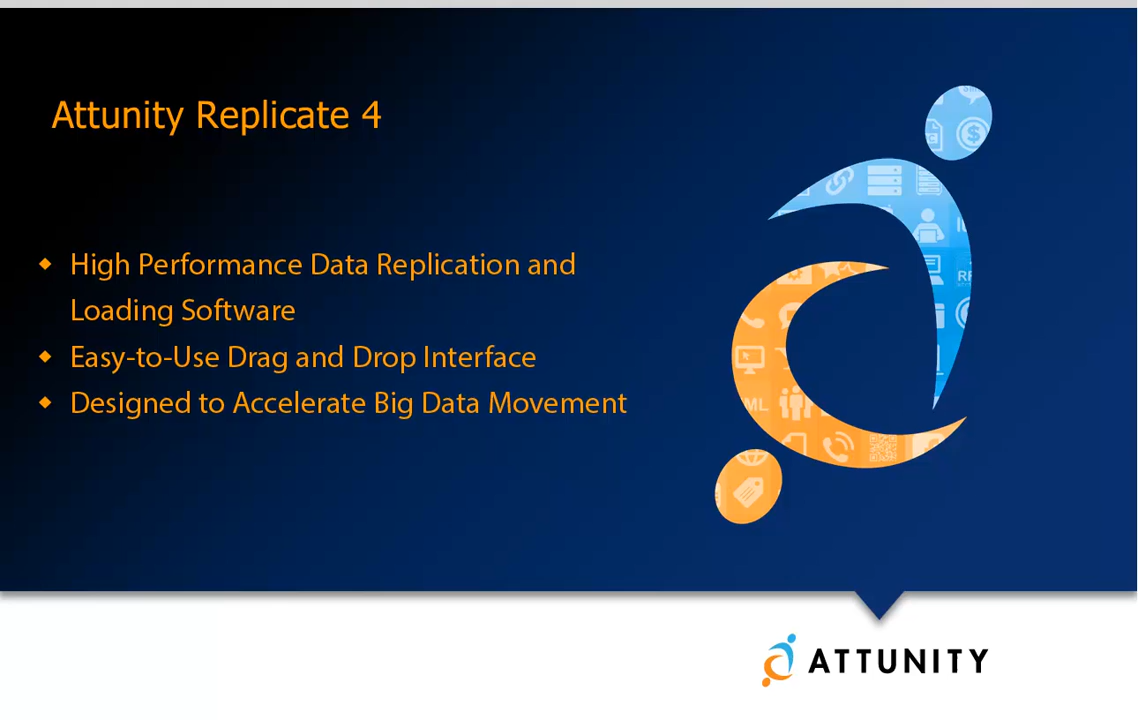 Attunity Replicate 4
◆ High Performance Data Replication and
Loading Software
◆ Easy-to-Use Drag and Drop Interface
◆ Designed to Accelerate Big Data Movement
ML
ATTUNITY